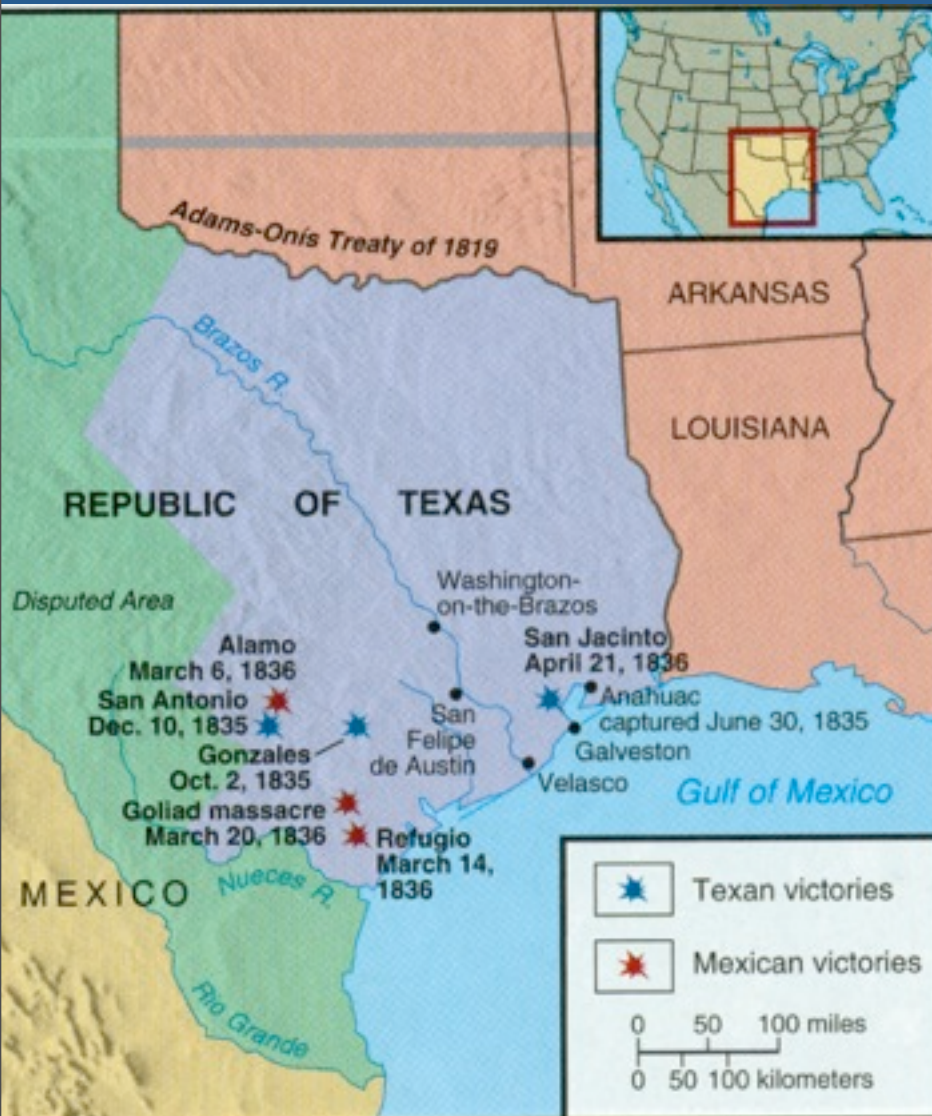 Adams-Onís Treaty of 1819
ARKANSAS
LOUISIANA
Brazos R.
REPUBLIC OF TEXAS
Disputed Area
Washington-
on-the-Brazos
San Jacinto
April 21, 1836
Alamo
March 6, 1836
San Antonio
Dec. 10, 1835
Anahuac
captured June 30, 1835
San
Felipe
de Austin
Galveston
Gonzales
Oct. 2, 1835
Velasco
Gulf of Mexico
Goliad massacre
March 20, 1836
Refugio
March 14,
1836
MEXICO
Nueces R.
Rio Grande
Texan victories
Mexican victories
0 50 100 miles
0 50 100 kilometers